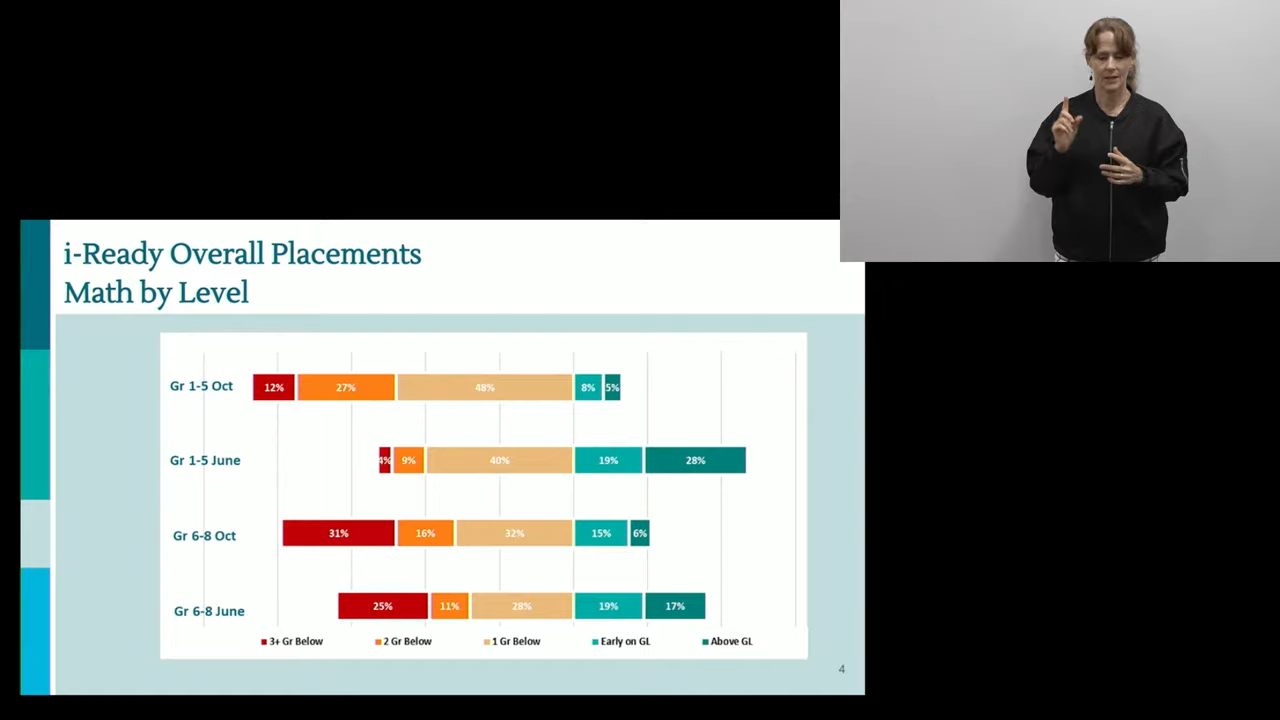 i-Ready Overall Placements
Math by Level
Gr 1-5 Oct 12% 27% 48% 8% 5%
Gr 1-5 June 4% 9% 40% 19% 28%
Gr 6-8 Oct 31% 16% 32% 15% 6%
Gr 6-8 June 25% 11% 28% 19% 17%
3+ Gr Below 2 Gr Below 1 Gr Below Early on GL Above GL
4